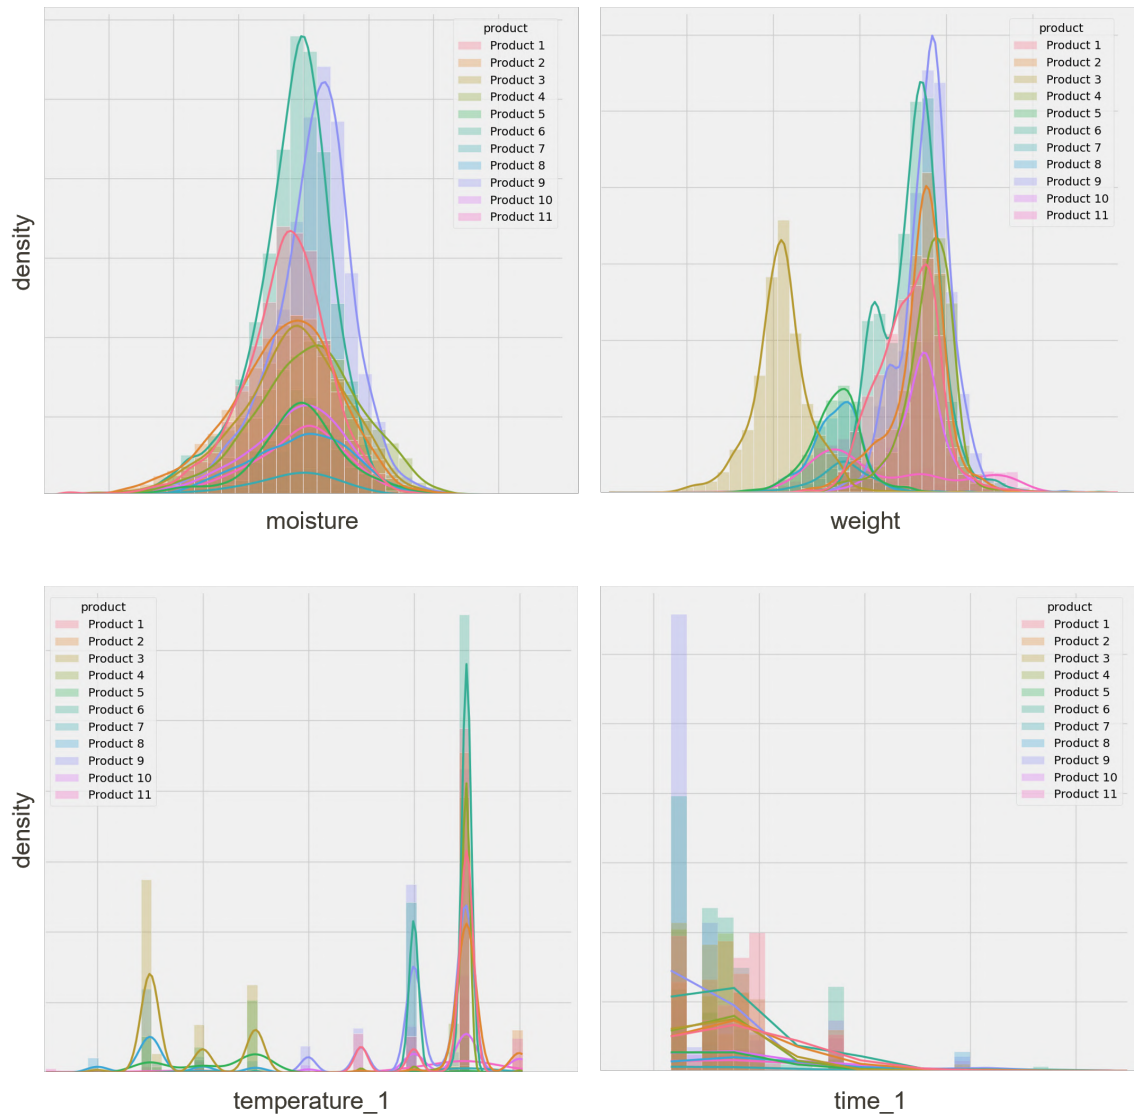 product
Product 1
Product 2
Product 3
Product 4
Product 5
Product 6
Product 7
Product 8
Product 9
Product 10
Product 11
density
moisture
product
Product 1
Product 2
Product 3
Product 4
Product 5
Product 6
Product 7
Product 8
Product 9
Product 10
Product 11
weight
product
Product 1
Product 2
Product 3
Product 4
Product 5
Product 6
Product 7
Product 8
Product 9
Product 10
Product 11
density
temperature_1
product
Product 1
Product 2
Product 3
Product 4
Product 5
Product 6
Product 7
Product 8
Product 9
Product 10
Product 11
time_1